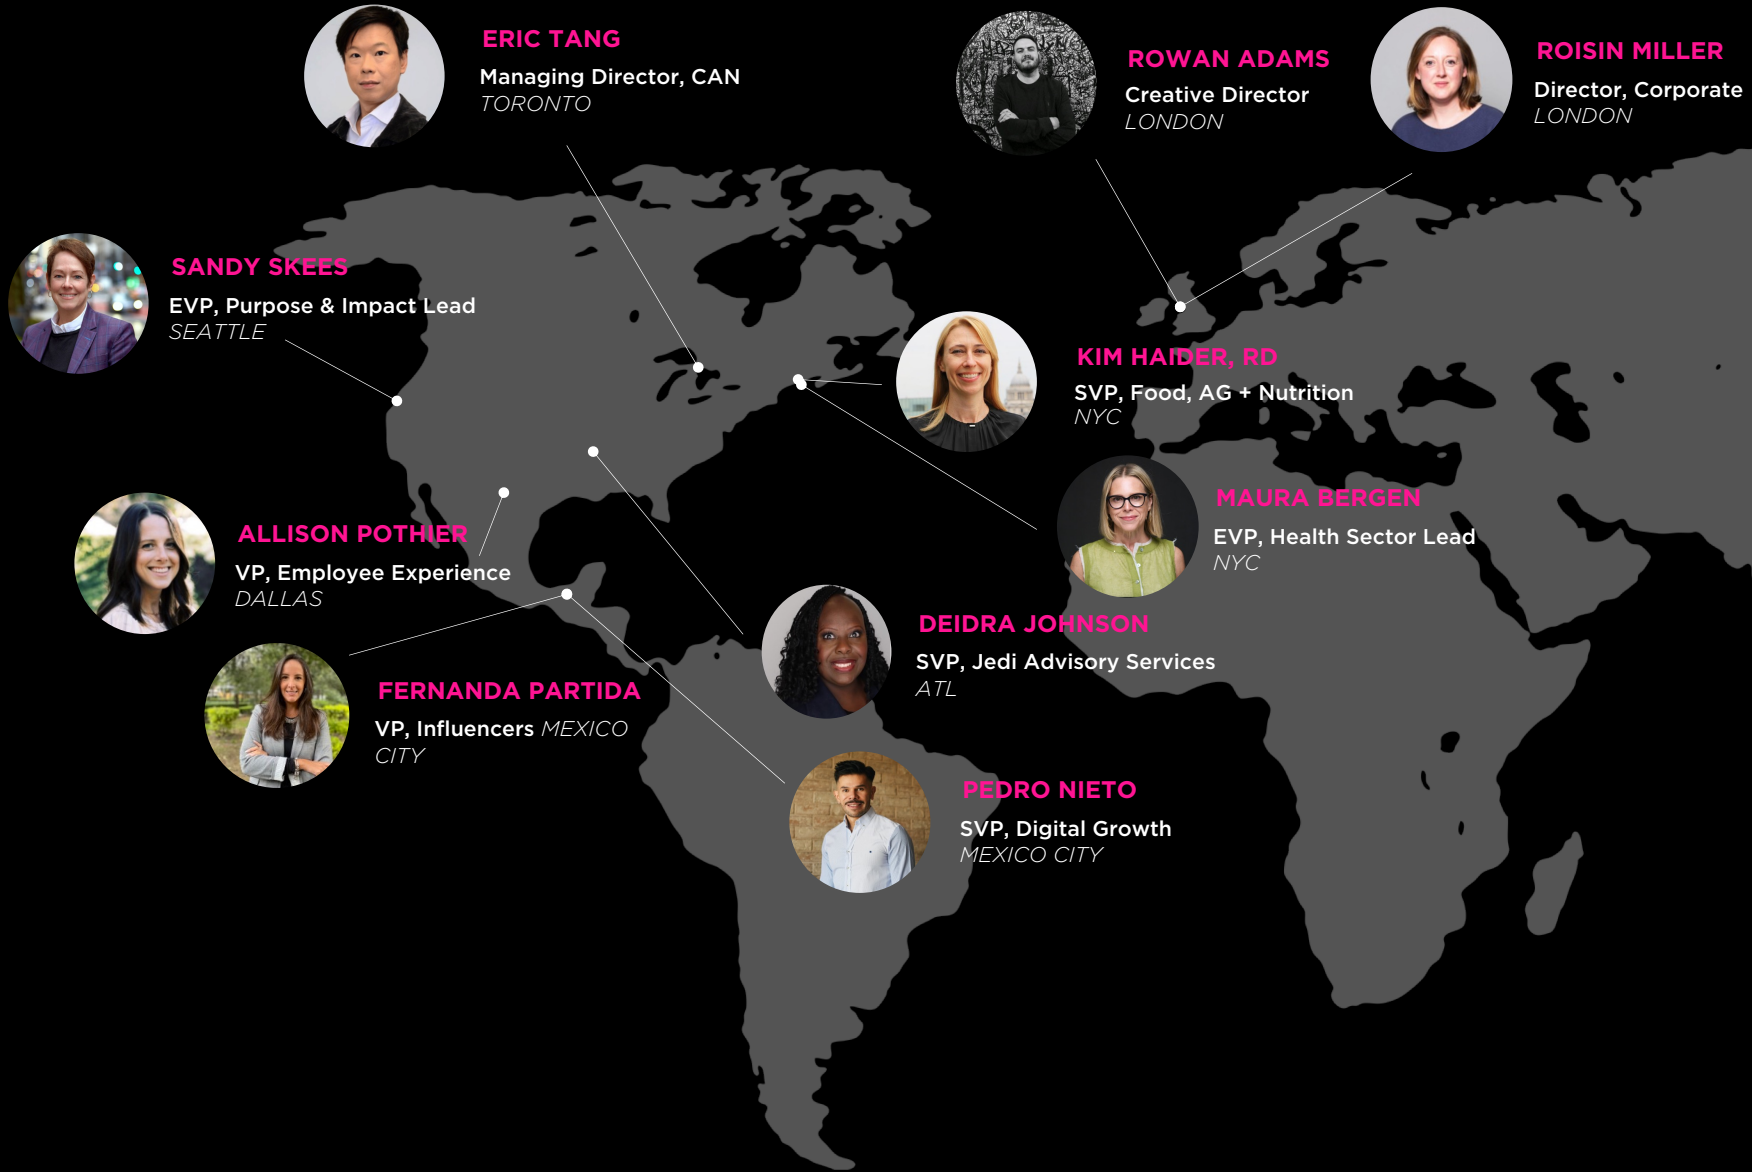 ERIC TANG
Managing Director, CAN
TORONTO
ROWAN ADAMS
Creative Director
LONDON
ROISIN MILLER
Director, Corporate
LONDON
SANDY SKEES
EVP, Purpose & Impact Lead
SEATTLE
KIM HAIDER, RD
SVP, Food, AG + Nutrition
NYC
MAURA BERGEN
EVP, Health Sector Lead
NYC
ALLISON POTHIER
VP, Employee Experience
DALLAS
DEIDRA JOHNSON
SVP, Jedi Advisory Services
ATL
FERNANDA PARTIDA
VP, Influencers MEXICO
CITY
PEDRO NIETO
SVP, Digital Growth
MEXICO CITY